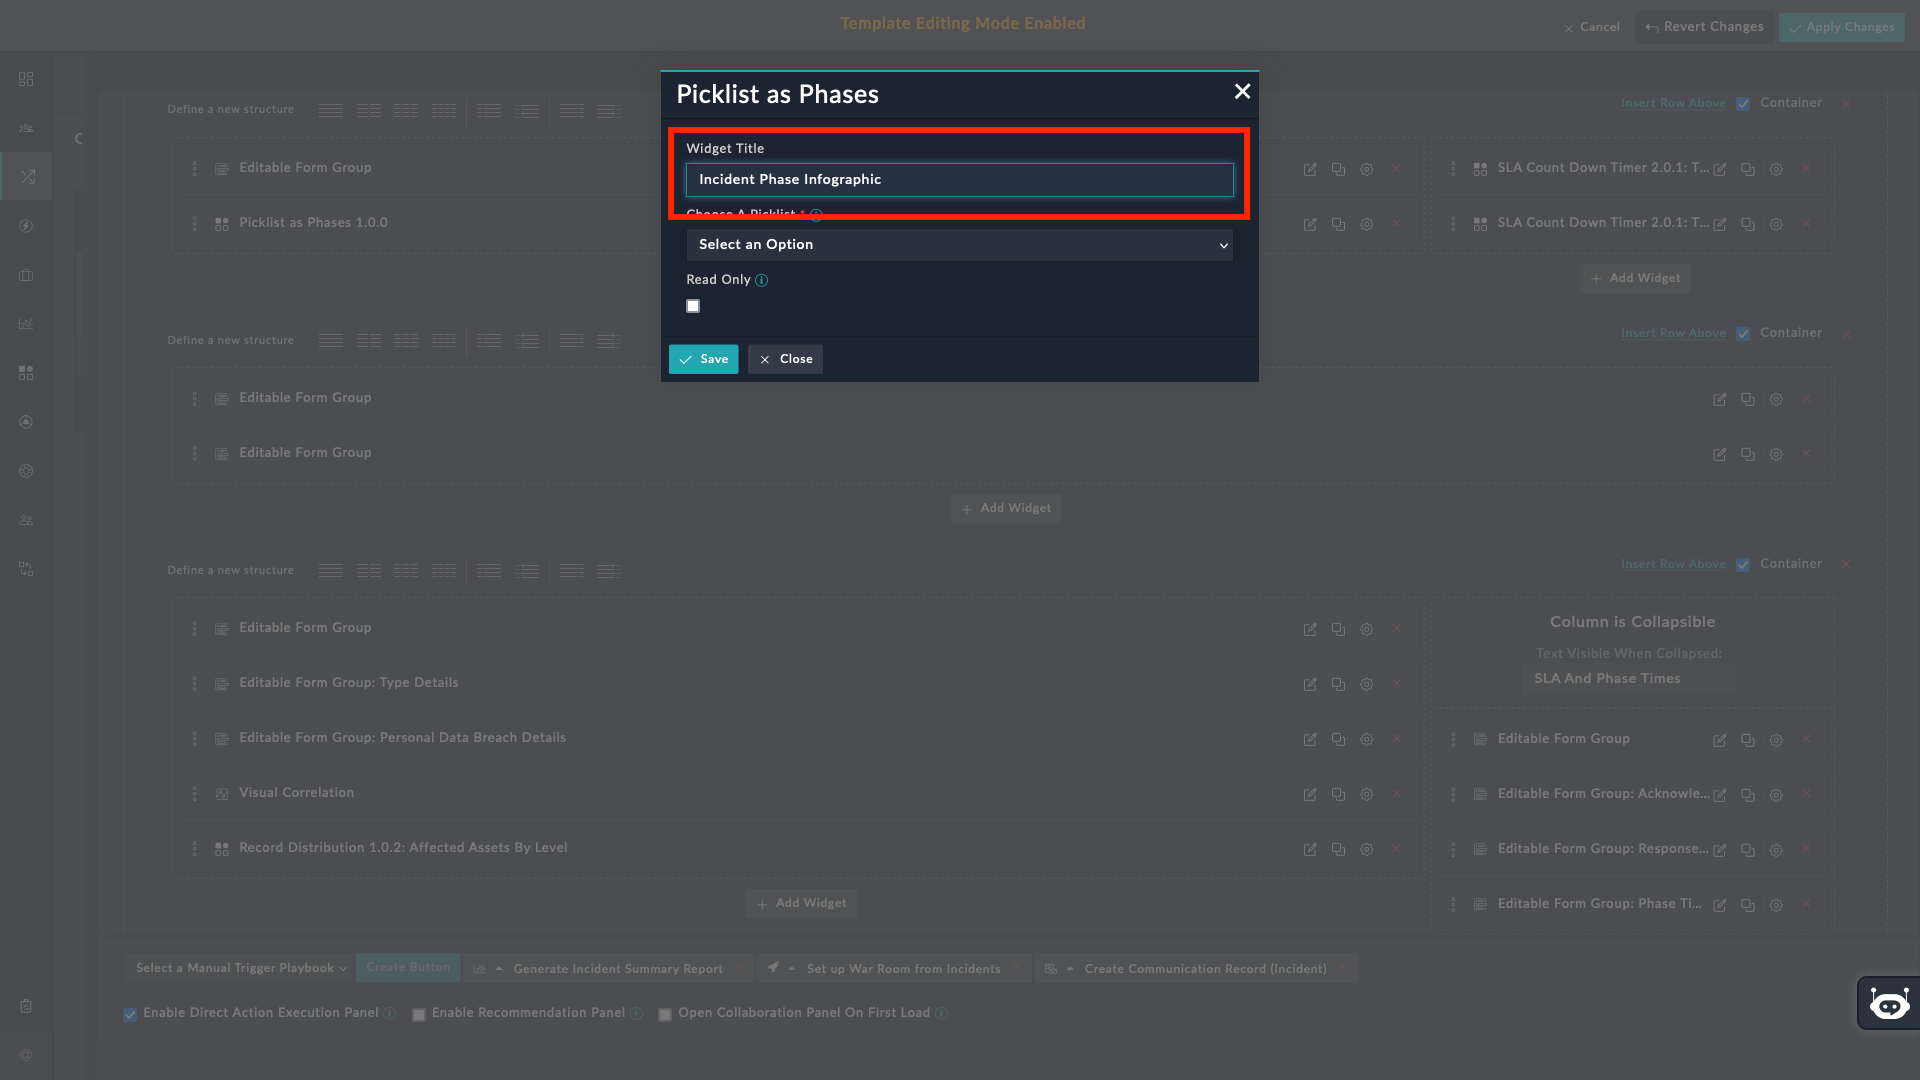 Template Editing Mode Enabled
Cancel
Revert Changes
Apply Changes
Picklist as Phases
Widget Title
Incident Phase Infographic
Choose A Picklist *
Select an Option
Read Only
Save
Close
Define a new structure
Insert Row Above
Container
Editable Form Group
Picklist as Phases 1.0.0
SLA Count Down Timer 2.0.1: T...
SLA Count Down Timer 2.0.1: T...
Add Widget
Define a new structure
Insert Row Above
Container
Editable Form Group
Editable Form Group
Add Widget
Define a new structure
Insert Row Above
Container
Editable Form Group
Editable Form Group: Type Details
Editable Form Group: Personal Data Breach Details
Visual Correlation
Record Distribution 1.0.2: Affected Assets By Level
Add Widget
Column is Collapsible
Text Visible When Collapsed:
SLA And Phase Times
Editable Form Group
Editable Form Group: Acknowle...
Editable Form Group: Response...
Editable Form Group: Phase Ti...
Select a Manual Trigger Playbook
Create Button
Generate Incident Summary Report
Set up War Room from Incidents
Create Communication Record (Incident)
Enable Direct Action Execution Panel
Enable Recommendation Panel
Open Collaboration Panel On First Load